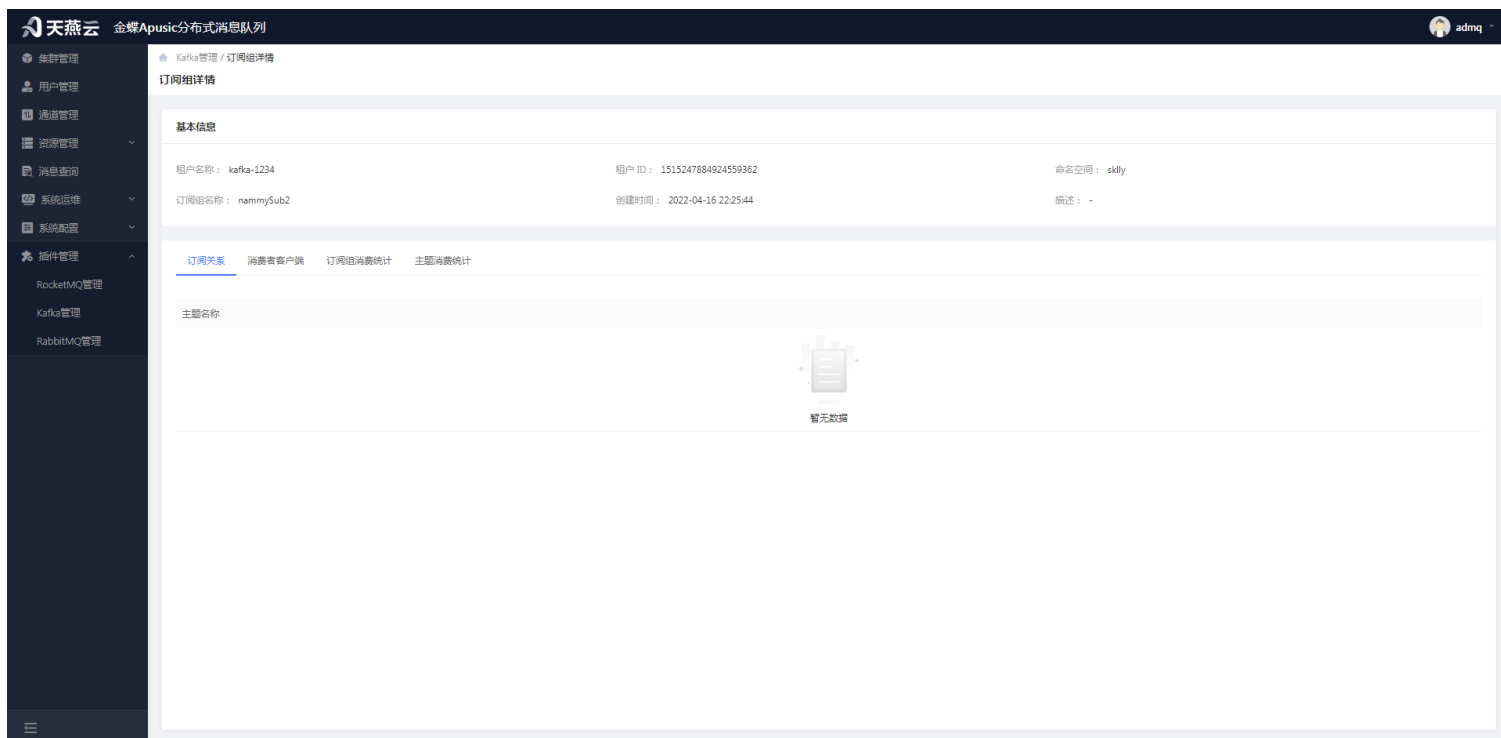 天燕云 金蝶Apusic分布式消息队列
admq
集群管理
用户管理
通道管理
资源管理
消息查询
系统运维
系统配置
插件管理
RocketMQ管理
Kafka管理
RabbitMQ管理
Kafka管理 / 订阅组详情
订阅组详情
基本信息
租户名称： kafka-1234 租户 ID： 1515247884924559362 命名空间： sklly
订阅组名称： nammySub2 创建时间： 2022-04-16 22:25:44 描述： -
订阅关系 消费者客户端 订阅组消费统计 主题消费统计
主题名称
暂无数据